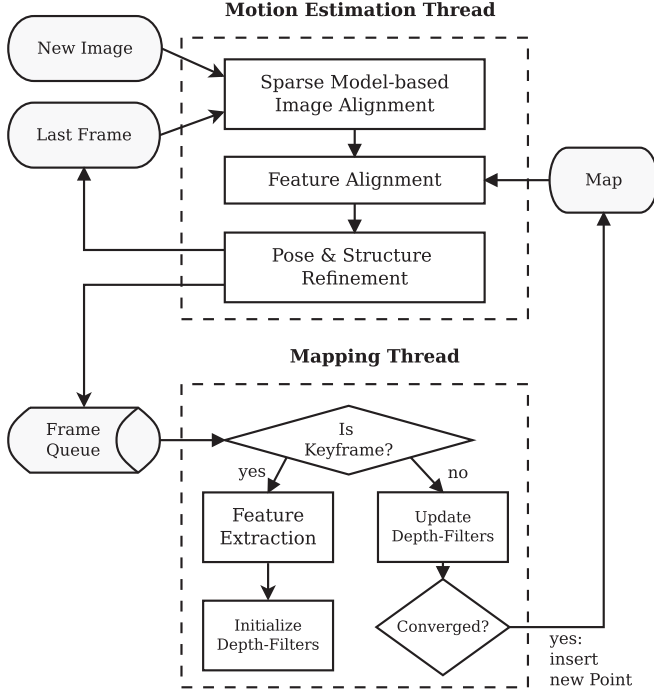 Motion Estimation Thread
New Image
Last Frame
Sparse Model-based
Image Alignment
Feature Alignment
Map
Pose & Structure
Refinement
Mapping Thread
Frame
Queue
Is
Keyframe?
yes
no
Feature
Extraction
Update
Depth-Filters
Initialize
Depth-Filters
Converged?
yes:
insert
new Point